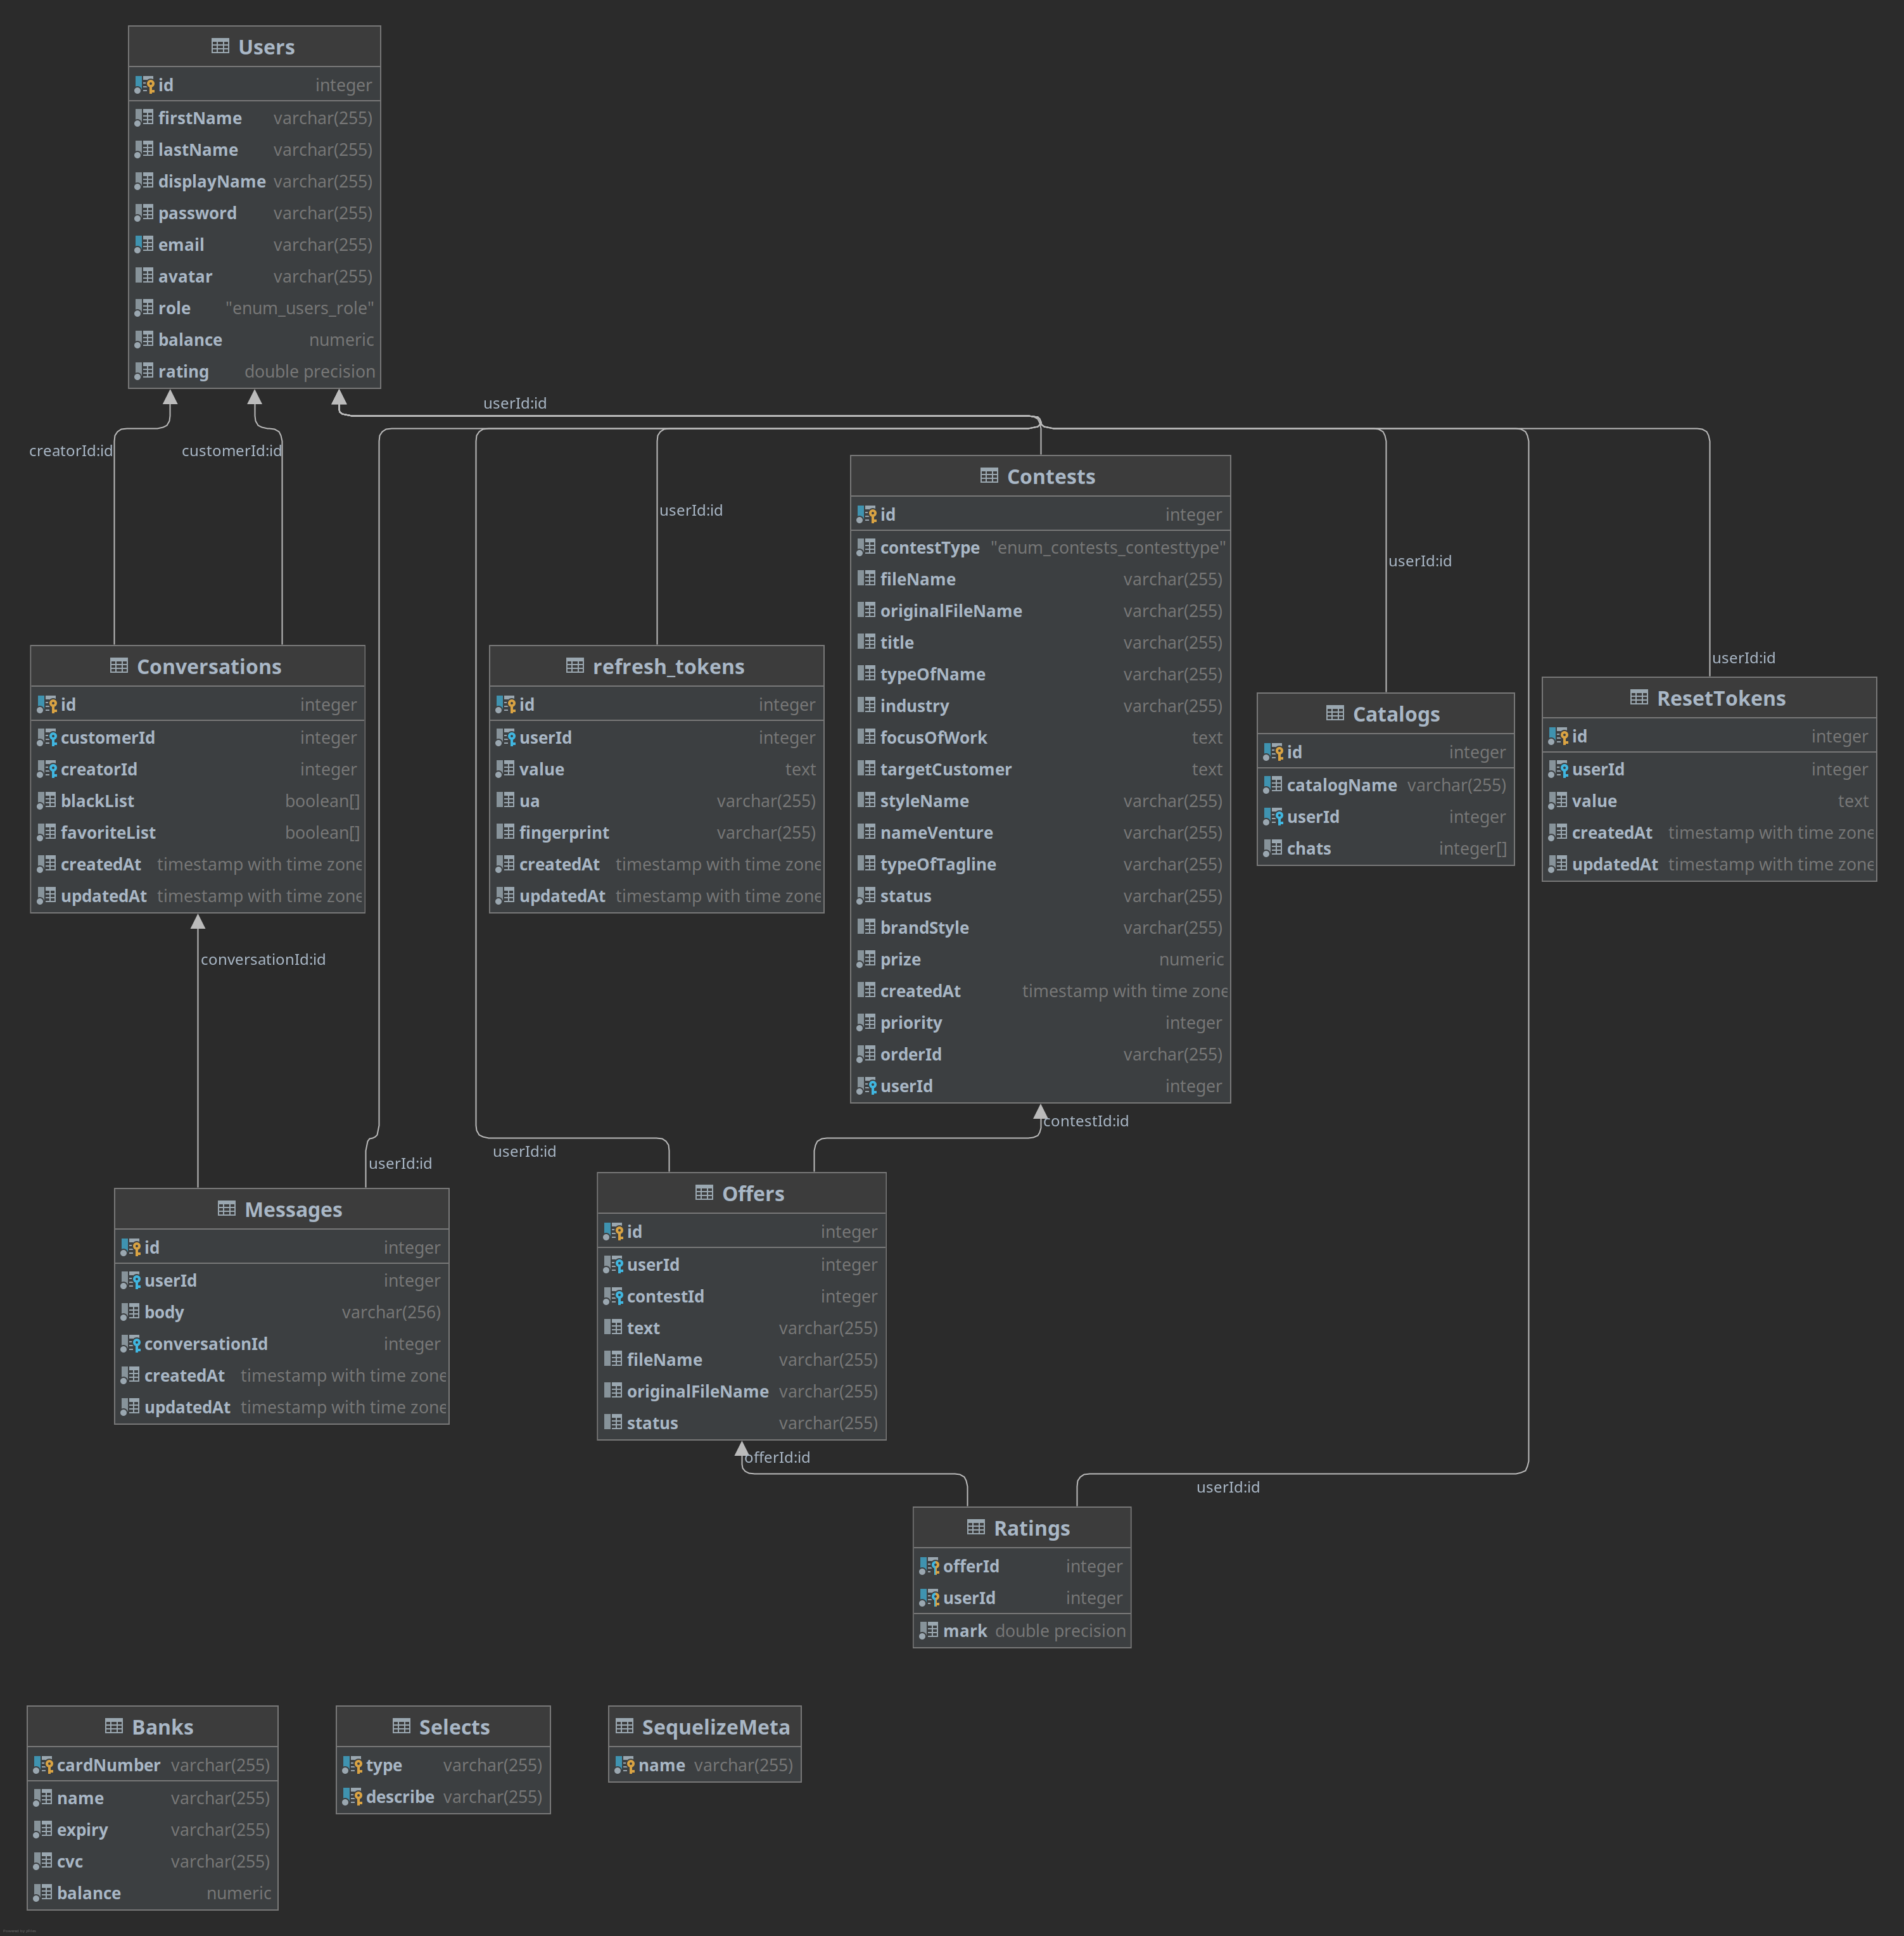 Users
id integer
firstName varchar(255)
lastName varchar(255)
displayName varchar(255)
password varchar(255)
email varchar(255)
avatar varchar(255)
role "enum_users_role"
balance numeric
rating double precision
userId:id
creatorId:id
customerId:id
userId:id
userId:id
userId:id
Contests
id integer
contestType "enum_contests_contesttype"
fileName varchar(255)
originalFileName varchar(255)
title varchar(255)
typeOfName varchar(255)
industry varchar(255)
focusOfWork text
targetCustomer text
styleName varchar(255)
nameVenture varchar(255)
typeOfTagline varchar(255)
status varchar(255)
brandStyle varchar(255)
prize numeric
createdAt timestamp with time zone
priority integer
orderId varchar(255)
userId integer
Conversations
id integer
customerId integer
creatorId integer
blackList boolean[]
favoriteList boolean[]
createdAt timestamp with time zone
updatedAt timestamp with time zone
refresh_tokens
id integer
userId integer
value text
ua varchar(255)
fingerprint varchar(255)
createdAt timestamp with time zone
updatedAt timestamp with time zone
Catalogs
id integer
catalogName varchar(255)
userId integer
chats integer[]
ResetTokens
id integer
userId integer
value text
createdAt timestamp with time zone
updatedAt timestamp with time zone
conversationId:id
userId:id
userId:id
contestId:id
Messages
id integer
userId integer
body varchar(256)
conversationId integer
createdAt timestamp with time zone
updatedAt timestamp with time zone
Offers
id integer
userId integer
contestId integer
text varchar(255)
fileName varchar(255)
originalFileName varchar(255)
status varchar(255)
offerId:id
userId:id
Ratings
offerId integer
userId integer
mark double precision
Banks
cardNumber varchar(255)
name varchar(255)
expiry varchar(255)
cvc varchar(255)
balance numeric
Selects
type varchar(255)
describe varchar(255)
SequelizeMeta
name varchar(255)